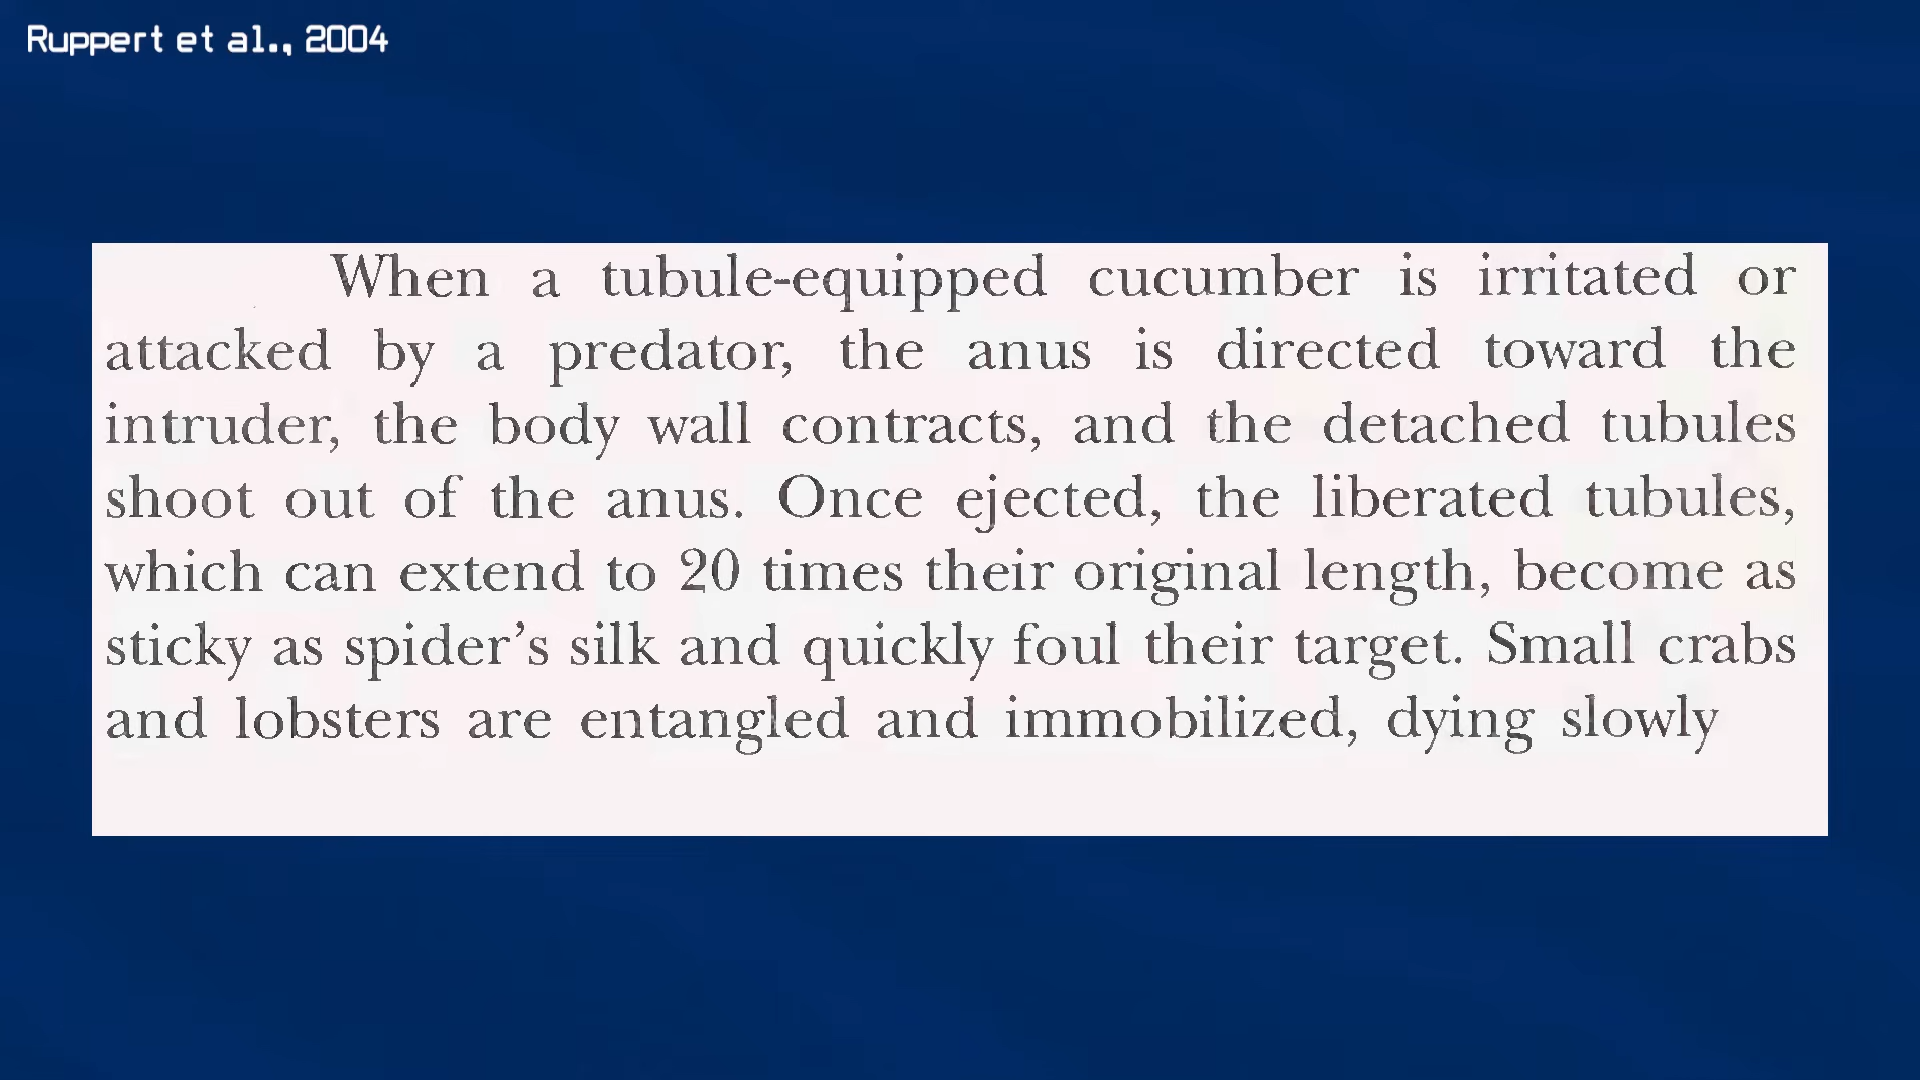 Ruppert et al., 2004
When a tubule-equipped cucumber is irritated or
attacked by a predator, the anus is directed toward the
intruder, the body wall contracts, and the detached tubules
shoot out of the anus. Once ejected, the liberated tubules,
which can extend to 20 times their original length, become as
sticky as spider’s silk and quickly foul their target. Small crabs
and lobsters are entangled and immobilized, dying slowly